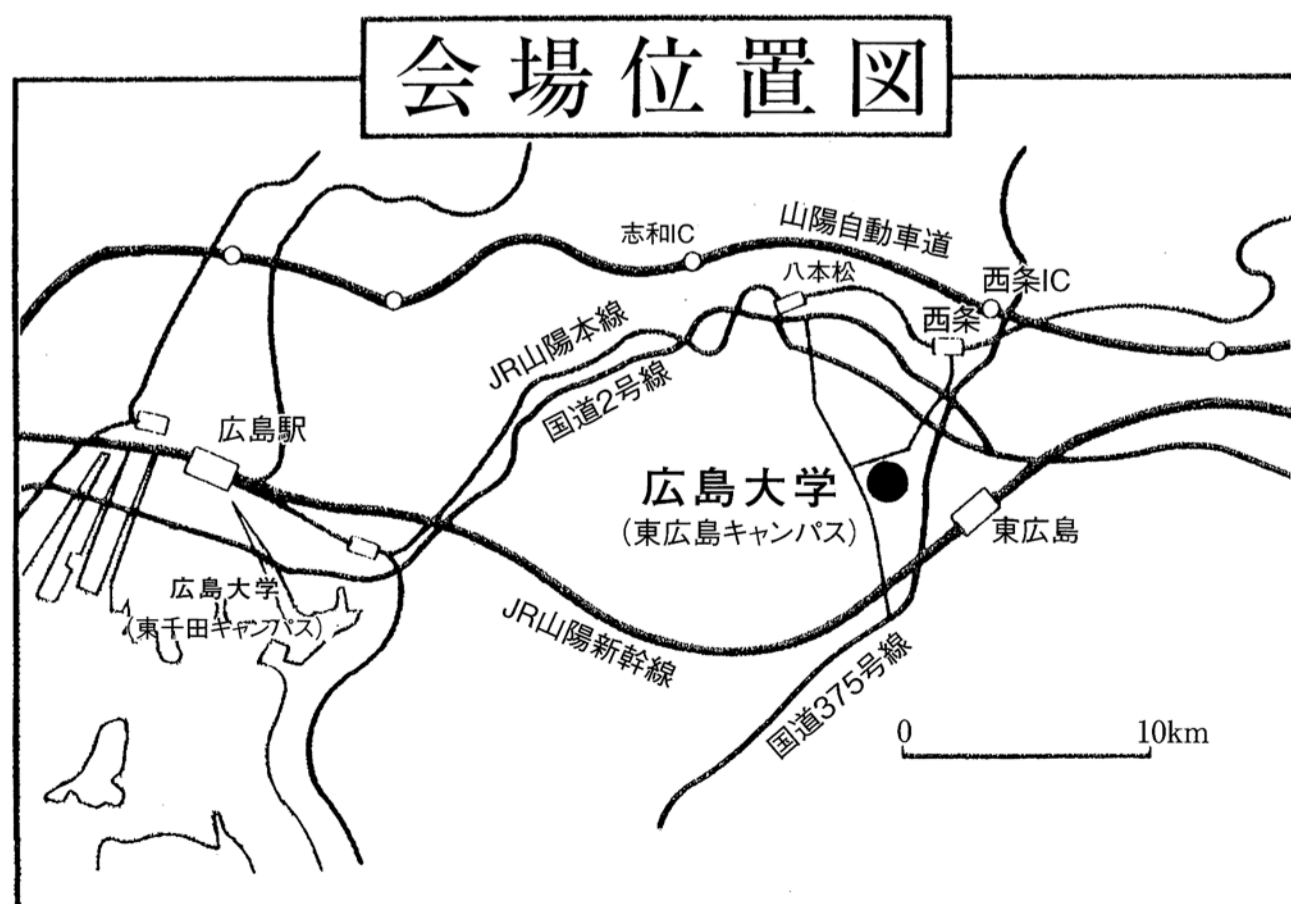 会場位置図
志和IC
山陽自動車道
八本松
西条IC
西条
JR山陽本線
国道2号線
広島駅
広島大学
(東広島キャンパス)
東広島
広島大学
(東千田キャンパス)
JR山陽新幹線
国道375号線
0 10km